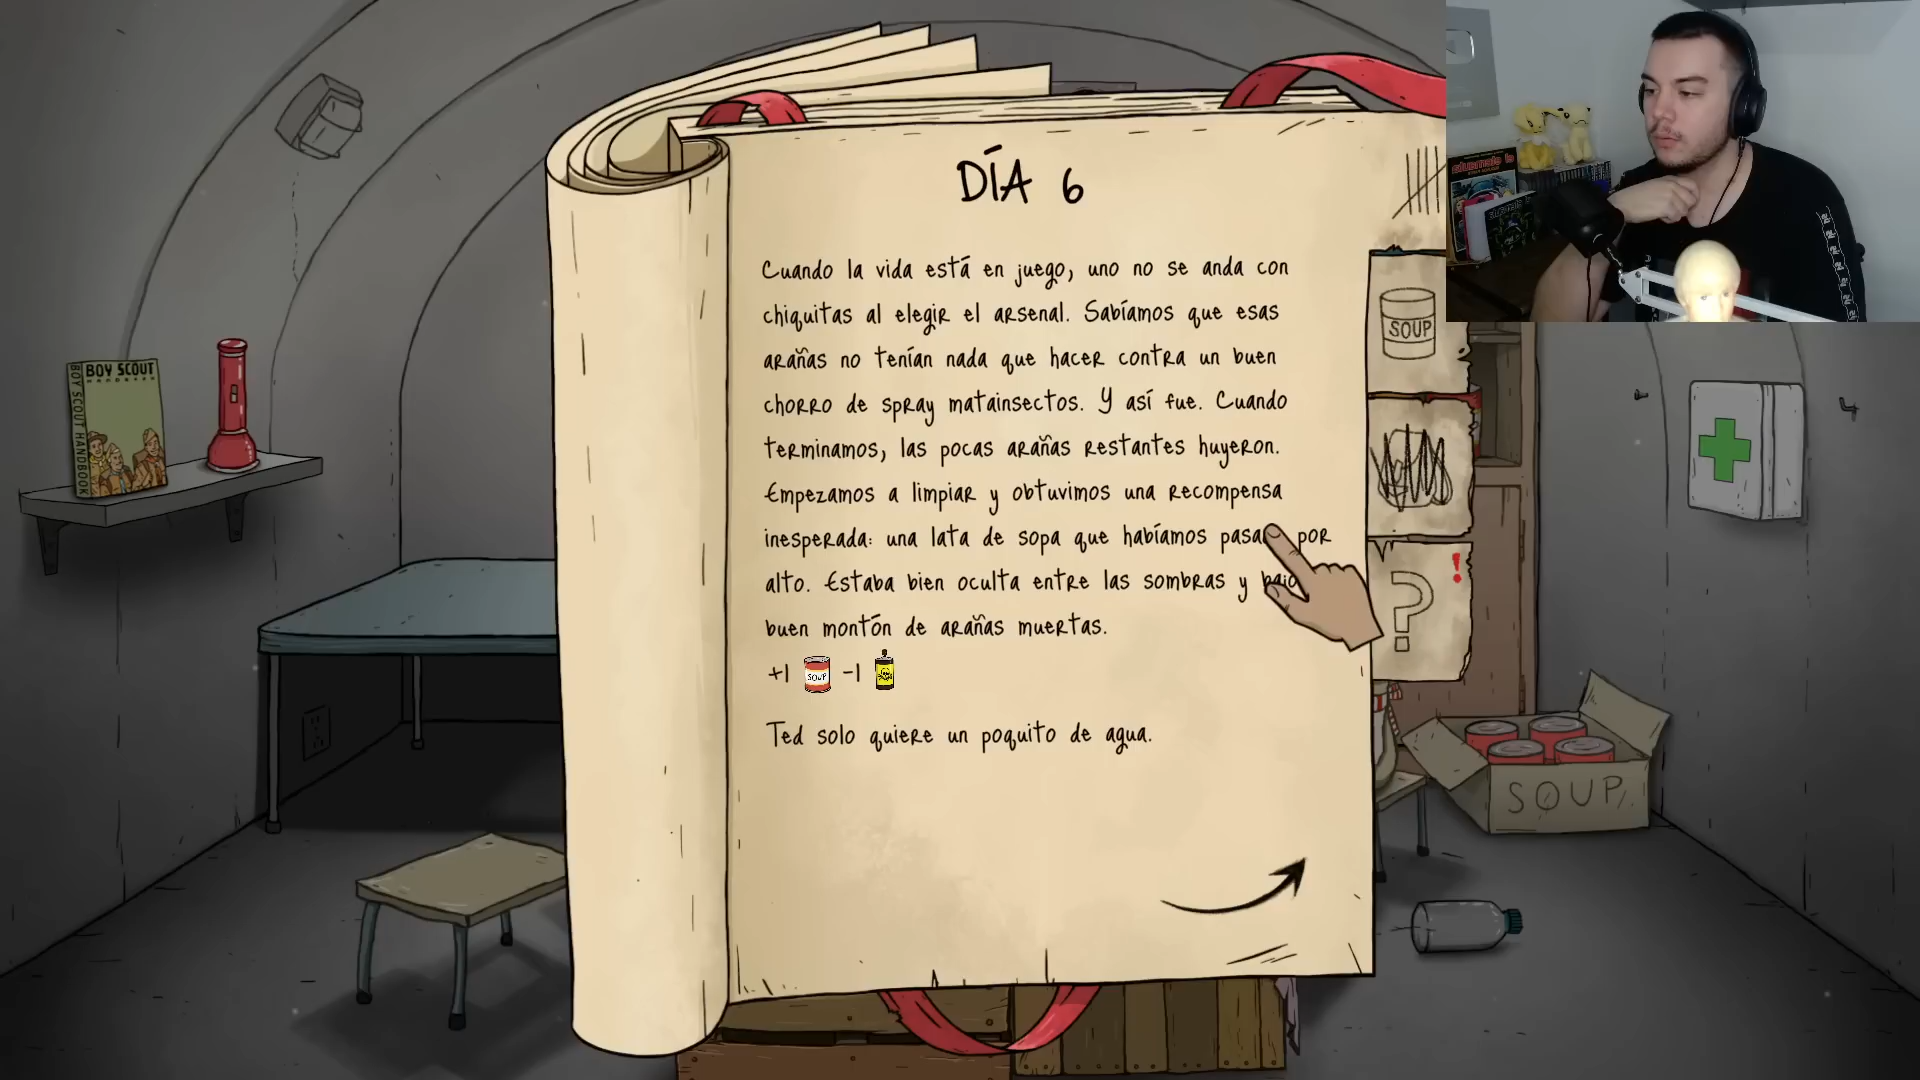 DÍA 6
Cuando la vida está en juego, uno no se anda con
chiquitas al elegir el arsenal. Sabíamos que esas
arañas no tenían nada que hacer contra un buen
chorro de spray matainsectos. Y así fue. Cuando
terminamos, las pocas arañas restantes huyeron.
Empezamos a limpiar y obtuvimos una recompensa
inesperada: una lata de sopa que habíamos por
alto. Estaba bien oculta entre las sombras y
buen montón de arañas muertas.
+1 SOUP -1
Ted solo quiere un poquito de agua.
BOY SCOUT
HANDBOOK
BOY SCOUT HANDBOOK
SOUP
?
!
SOUP